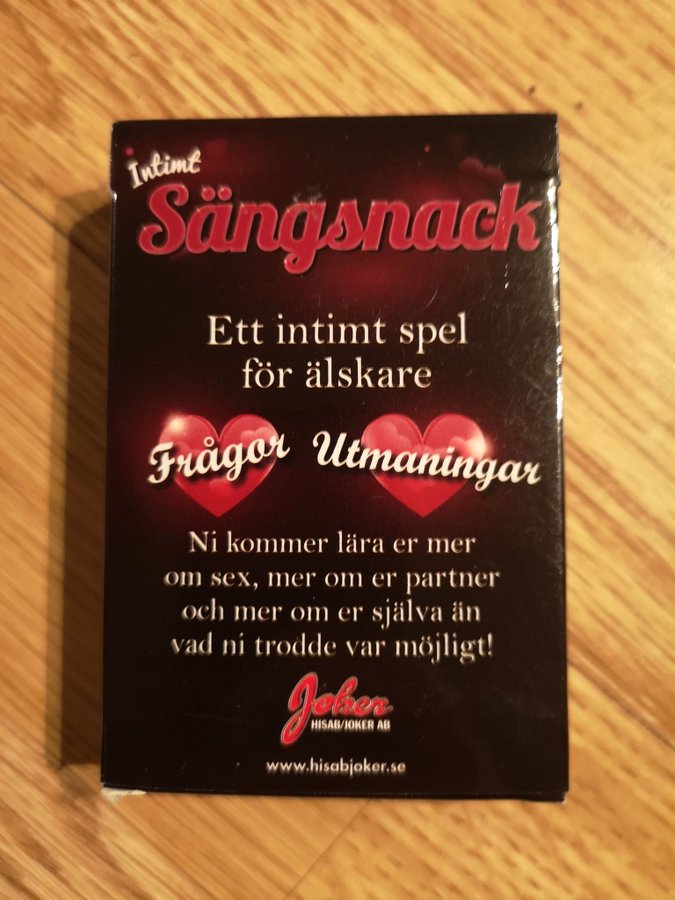 Intimt
Sängsnack
Ett intimt spel
för älskare
Frågor Utmaningar
Ni kommer lära er mer
om sex, mer om er partner
och mer om er själva än
vad ni trodde var möjligt!
Joker
HISAB/JOKER AB
www.hisabjoker.se